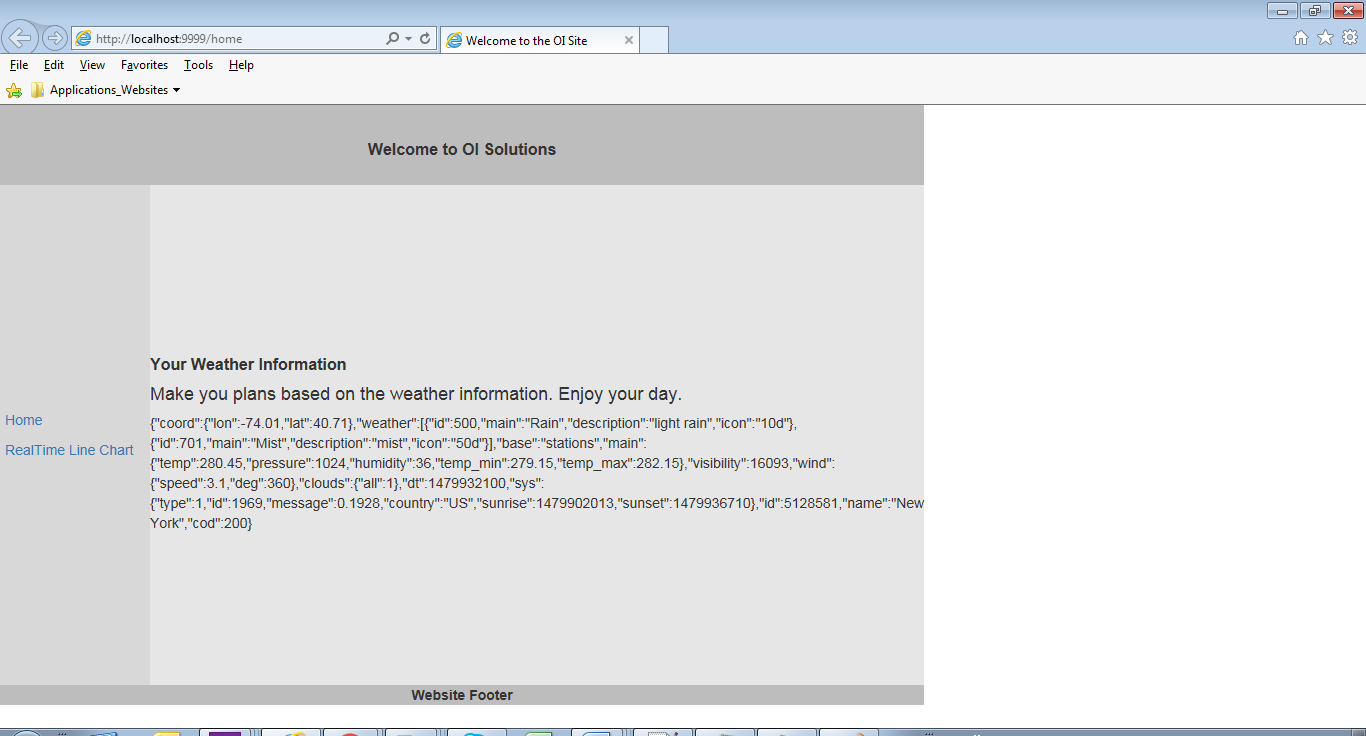 http://localhost:9999/home
Welcome to the OI Site
File Edit View Favorites Tools Help
Applications_Websites
Welcome to OI Solutions
Home
RealTime Line Chart
Your Weather Information
Make you plans based on the weather information. Enjoy your day.
{"coord":{"lon":-74.01,"lat":40.71},"weather":[{"id":500,"main":"Rain","description":"light rain","icon":"10d"},
{"id":701,"main":"Mist","description":"mist","icon":"50d"}],"base":"stations","main":
{"temp":280.45,"pressure":1024,"humidity":36,"temp_min":279.15,"temp_max":282.15},"visibility":16093,"wind":
{"speed":3.1,"deg":360},"clouds":{"all":1},"dt":1479932100,"sys":
{"type":1,"id":1969,"message":0.1928,"country":"US","sunrise":1479902013,"sunset":1479936710},"id":5128581,"name":"New
York","cod":200}
Website Footer